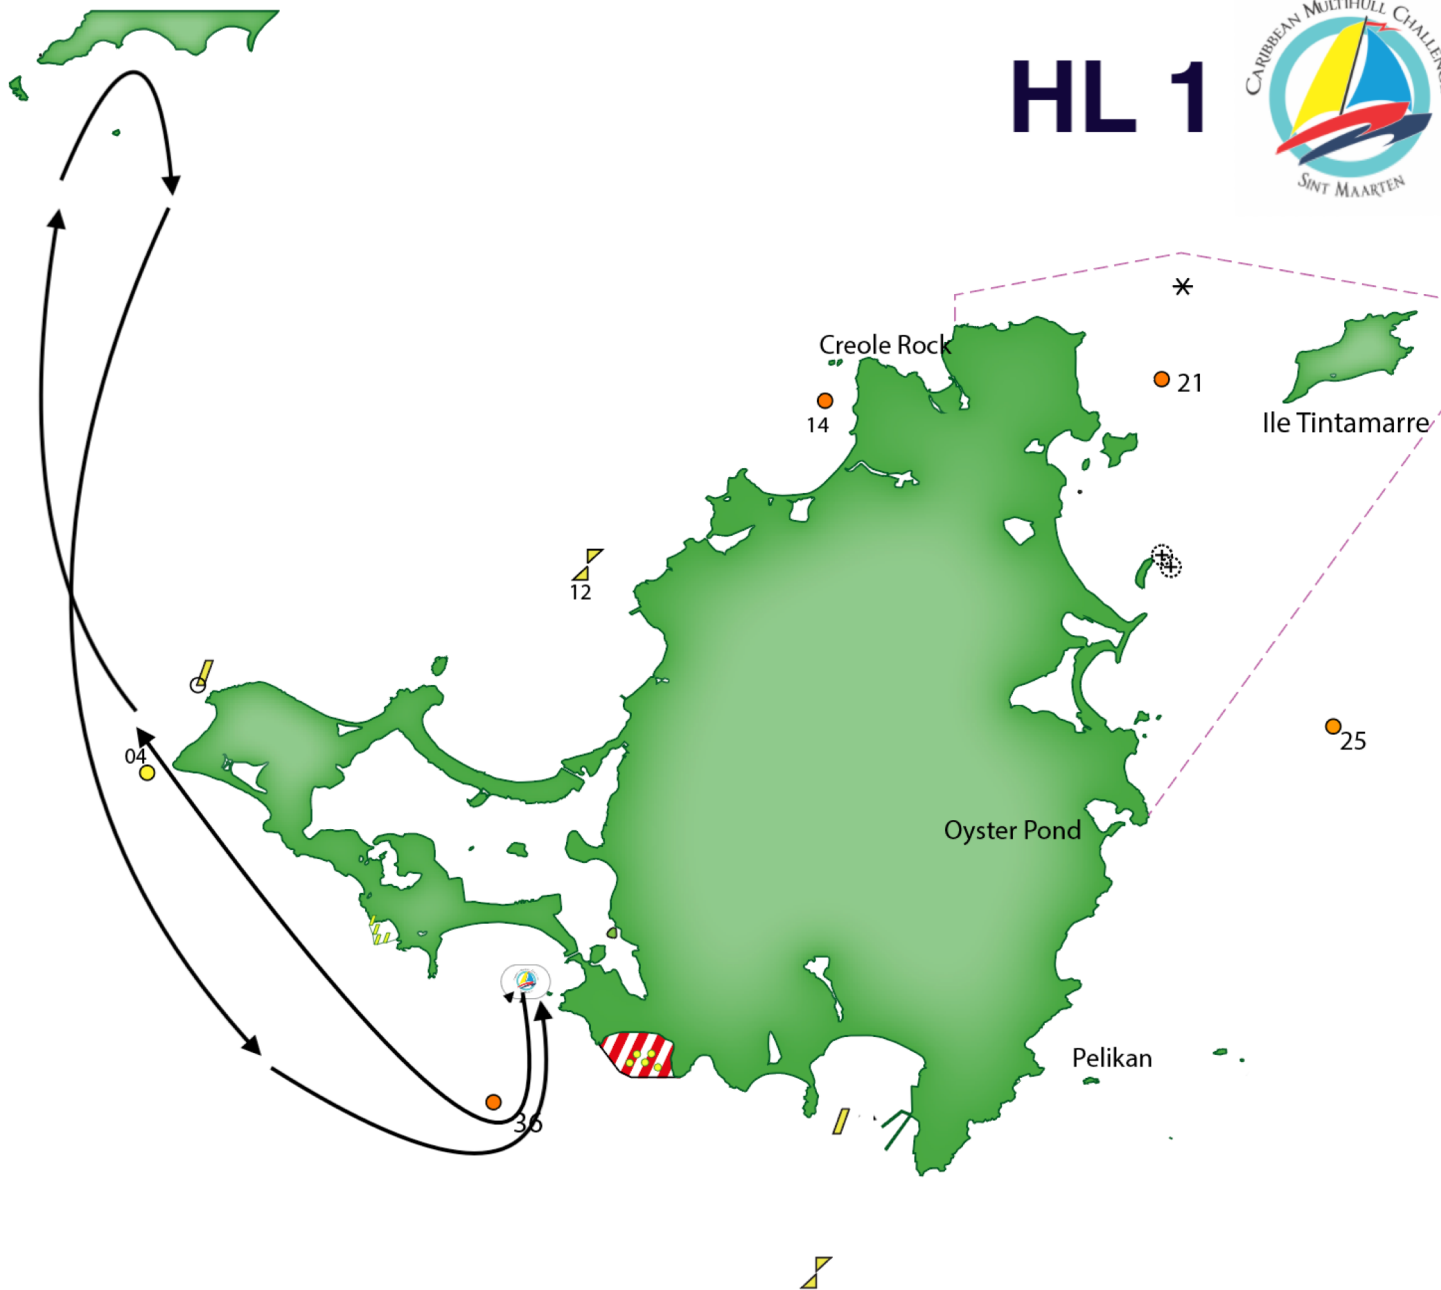 CARIBBEAN MULTIHULL CHALLENGE
HL 1
SINT MAARTEN
Creole Rock
21
14
Ile Tintamarre
12
25
04
Oyster Pond
Pelikan
36